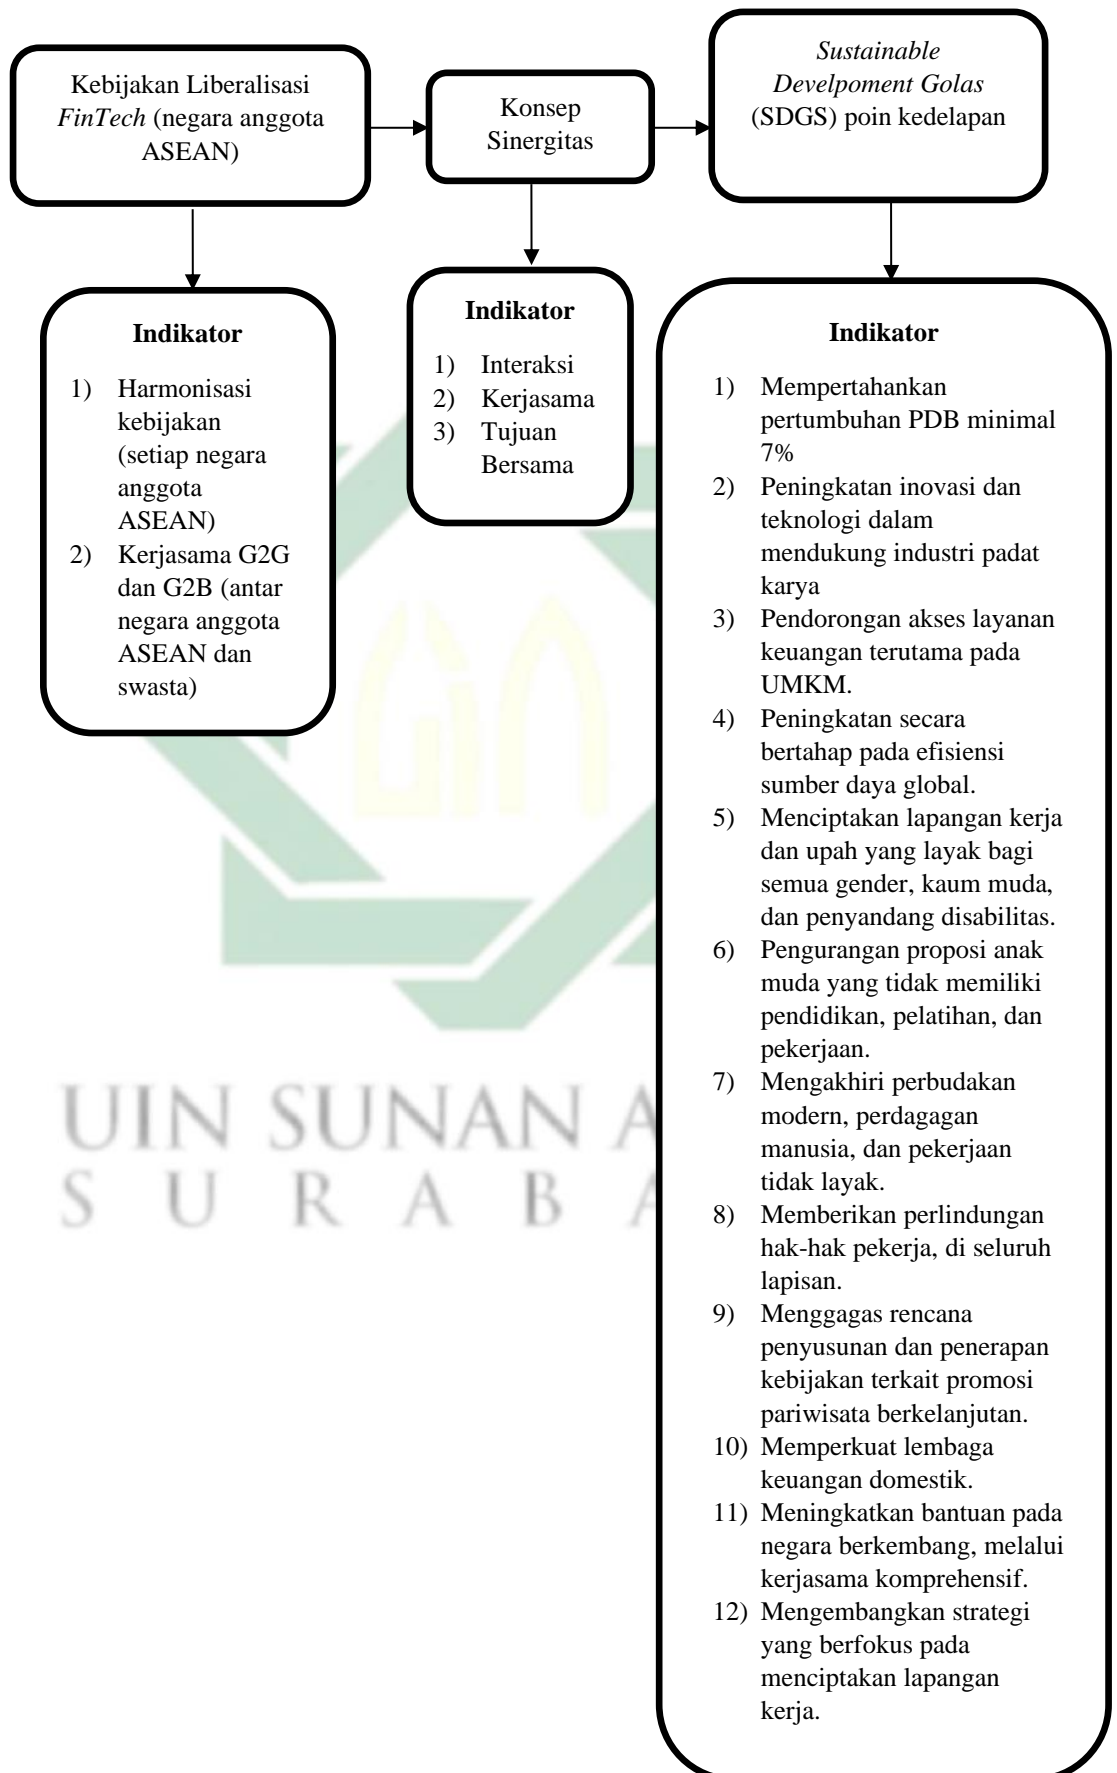 Kebijakan Liberalisasi
FinTech (negara anggota
ASEAN)
Konsep
Sinergitas
Sustainable
Develpoment Golas
(SDGS) poin kedelapan
Indikator
1) Harmonisasi
kebijakan
(setiap negara
anggota
ASEAN)
2) Kerjasama G2G
dan G2B (antar
negara anggota
ASEAN dan
swasta)
Indikator
1) Interaksi
2) Kerjasama
3) Tujuan
Bersama
Indikator
1) Mempertahankan
pertumbuhan PDB minimal
7%
2) Peningkatan inovasi dan
teknologi dalam
mendukung industri padat
karya
3) Pendorongan akses layanan
keuangan terutama pada
UMKM.
4) Peningkatan secara
bertahap pada efisiensi
sumber daya global.
5) Menciptakan lapangan kerja
dan upah yang layak bagi
semua gender, kaum muda,
dan penyandang disabilitas.
6) Pengurangan proposi anak
muda yang tidak memiliki
pendidikan, pelatihan, dan
pekerjaan.
7) Mengakhiri perbudakan
modern, perdagagan
manusia, dan pekerjaan
tidak layak.
8) Memberikan perlindungan
hak-hak pekerja, di seluruh
lapisan.
9) Menggagas rencana
penyusunan dan penerapan
kebijakan terkait promosi
pariwisata berkelanjutan.
10) Memperkuat lembaga
keuangan domestik.
11) Meningkatkan bantuan pada
negara berkembang, melalui
kerjasama komprehensif.
12) Mengembangkan strategi
yang berfokus pada
menciptakan lapangan
kerja.
UIN SUNAN A
S U R A B A